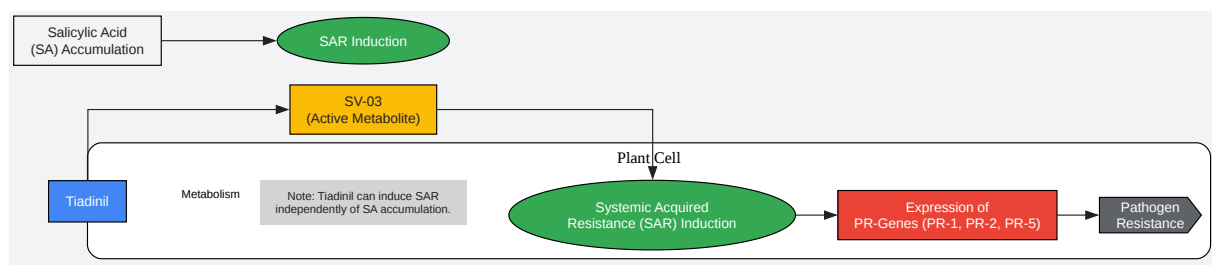 Salicylic Acid
(SA) Accumulation
SAR Induction
SV-03
(Active Metabolite)
Plant Cell
Tiadinil
Metabolism
Note: Tiadinil can induce SAR
independently of SA accumulation.
Systemic Acquired
Resistance (SAR) Induction
Expression of
PR-Genes (PR-1, PR-2, PR-5)
Pathogen
Resistance